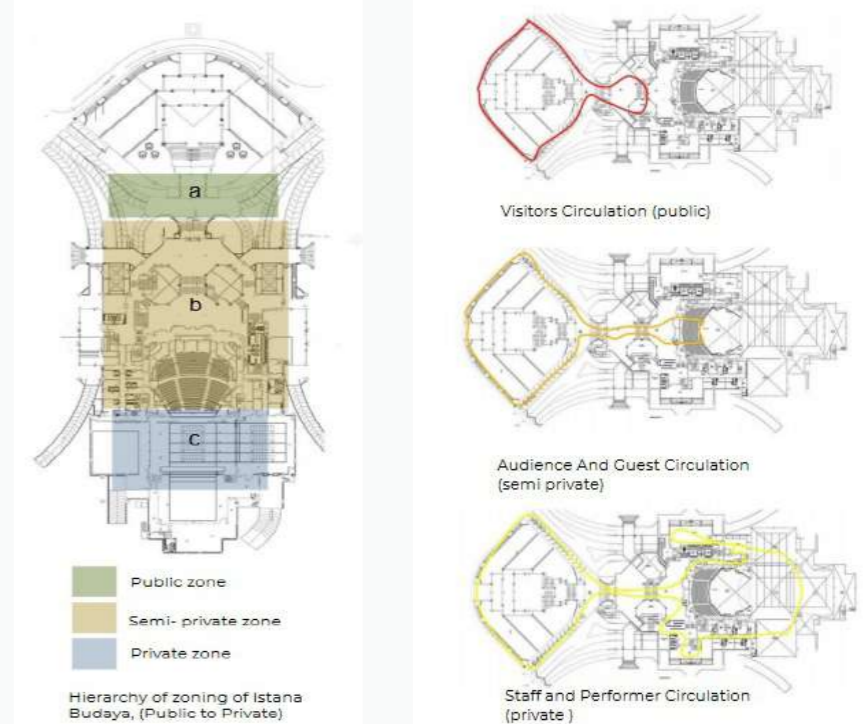 a
b
c
Public zone
Semi- private zone
Private zone
Hierarchy of zoning of Istana
Budaya, (Public to Private)
Visitors Circulation (public)
Audience And Guest Circulation
(semi private)
Staff and Performer Circulation
(private )